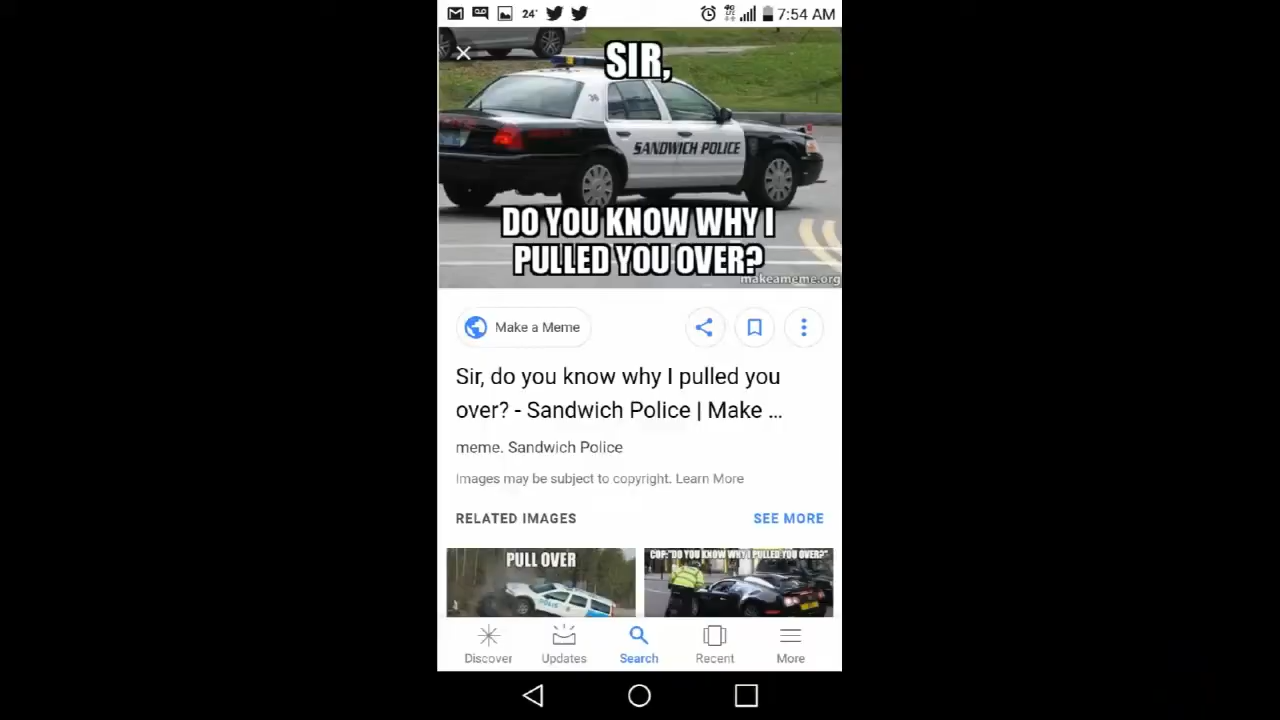 24°
7:54 AM
SIR,
SANDWICH POLICE
DO YOU KNOW WHY I
PULLED YOU OVER?
makeameme.org
Make a Meme
Sir, do you know why I pulled you
over? - Sandwich Police | Make ...
meme. Sandwich Police
Images may be subject to copyright. Learn More
RELATED IMAGES
SEE MORE
PULL OVER
COP:"DO YOU KNOW WHY I PULLED YOU OVER?"
Discover
Updates
Search
Recent
More